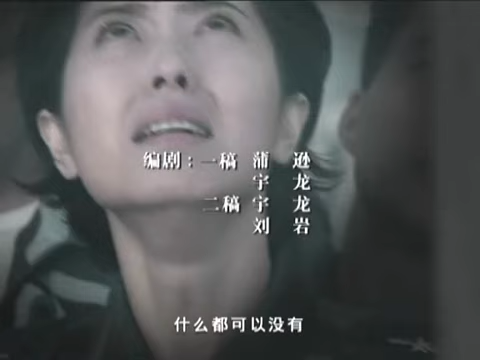 编剧：一稿 蒲 逊
宇 龙
二稿 宇 龙
刘 岩
什么都可以没有